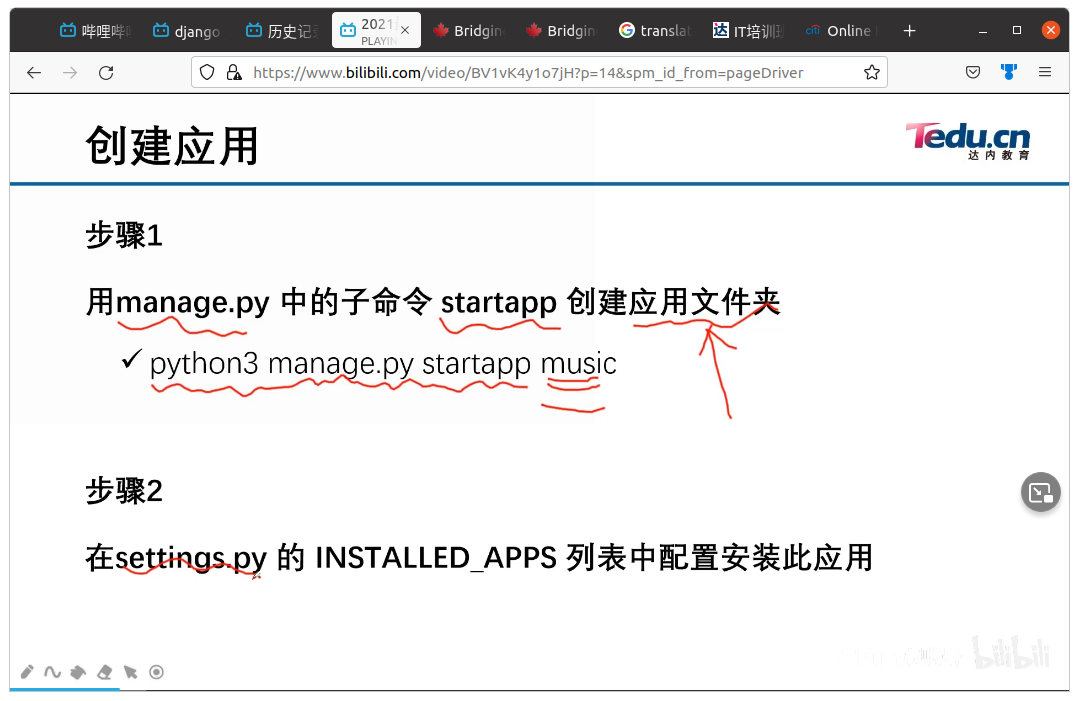 哔哩哔哩
django
历史记录
2021
PLAYIN
Bridgin
Bridgin
translat
IT培训班
citi Online
https://www.bilibili.com/video/BV1vK4y1o7jH?p=14&spm_id_from=pageDriver
创建应用
Tedu.cn
达内教育
步骤1
用manage.py 中的子命令 startapp 创建应用文件夹
✓ python3 manage.py startapp music
步骤2
在settings.py 的 INSTALLED_APPS 列表中配置安装此应用
bilibili